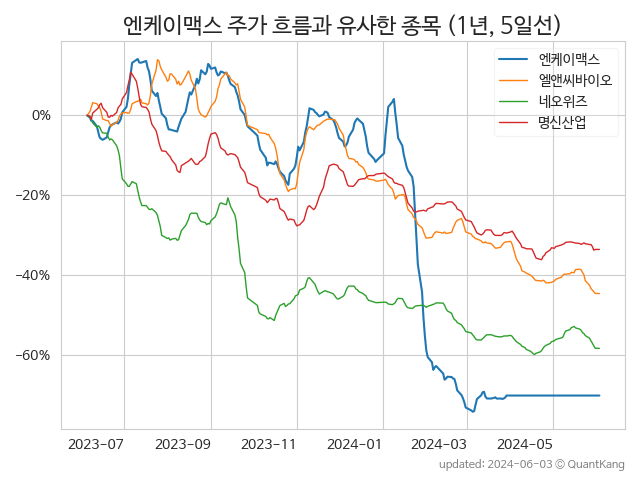 엔케이맥스 주가 흐름과 유사한 종목 (1년, 5일선)
엔케이맥스
엘앤씨바이오
네오위즈
명신산업
0%
−20%
−40%
−60%
2023-07
2023-09
2023-11
2024-01
2024-03
2024-05
updated: 2024-06-03 © QuantKang